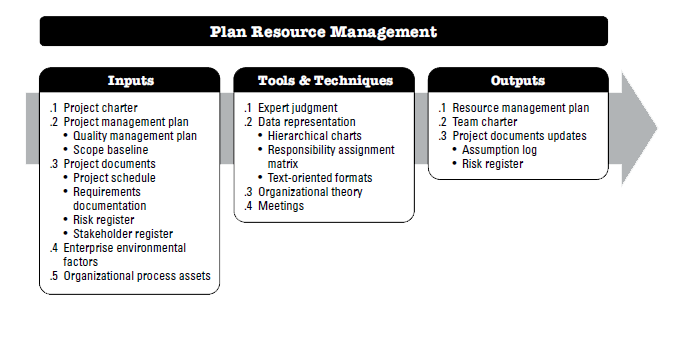 Plan Resource Management
Inputs
.1 Project charter
.2 Project management plan
• Quality management plan
• Scope baseline
.3 Project documents
• Project schedule
• Requirements
documentation
• Risk register
• Stakeholder register
.4 Enterprise environmental
factors
.5 Organizational process assets
Tools & Techniques
.1 Expert judgment
.2 Data representation
• Hierarchical charts
• Responsibility assignment
matrix
• Text-oriented formats
.3 Organizational theory
.4 Meetings
Outputs
.1 Resource management plan
.2 Team charter
.3 Project documents updates
• Assumption log
• Risk register